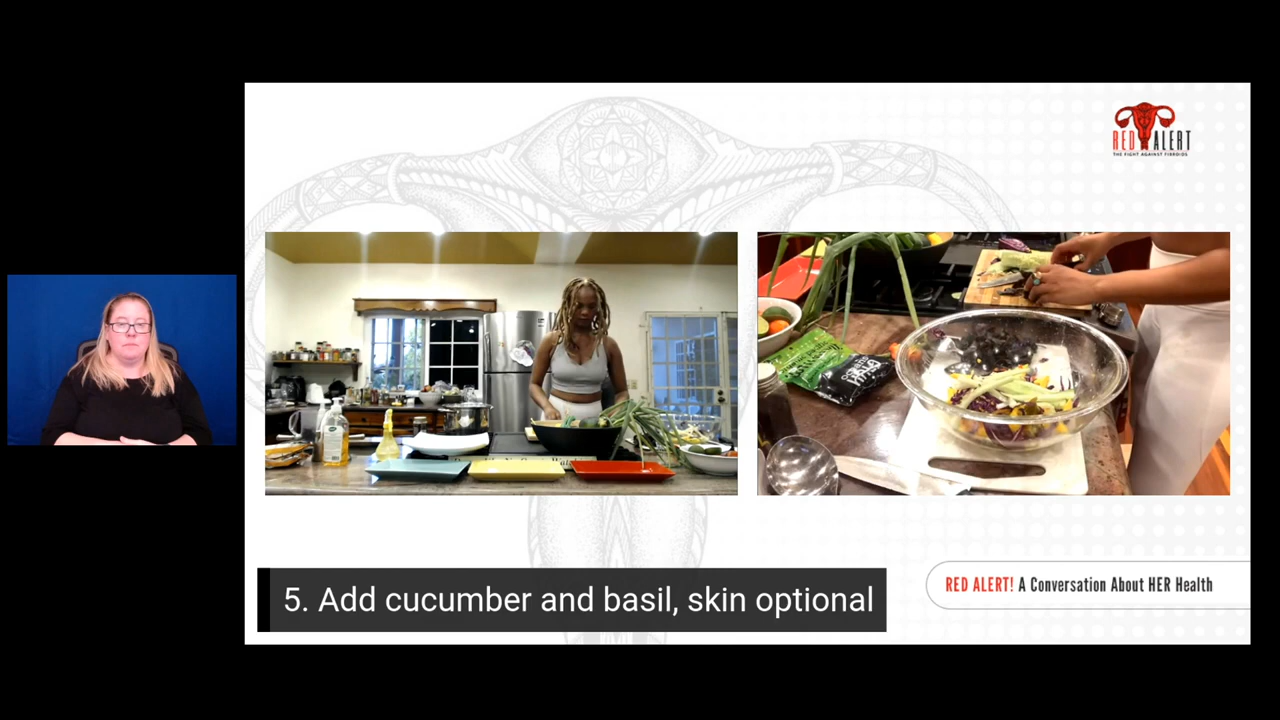 RED ALERT
THE FIGHT AGAINST FIBROIDS
5. Add cucumber and basil, skin optional
RED ALERT! A Conversation About HER Health